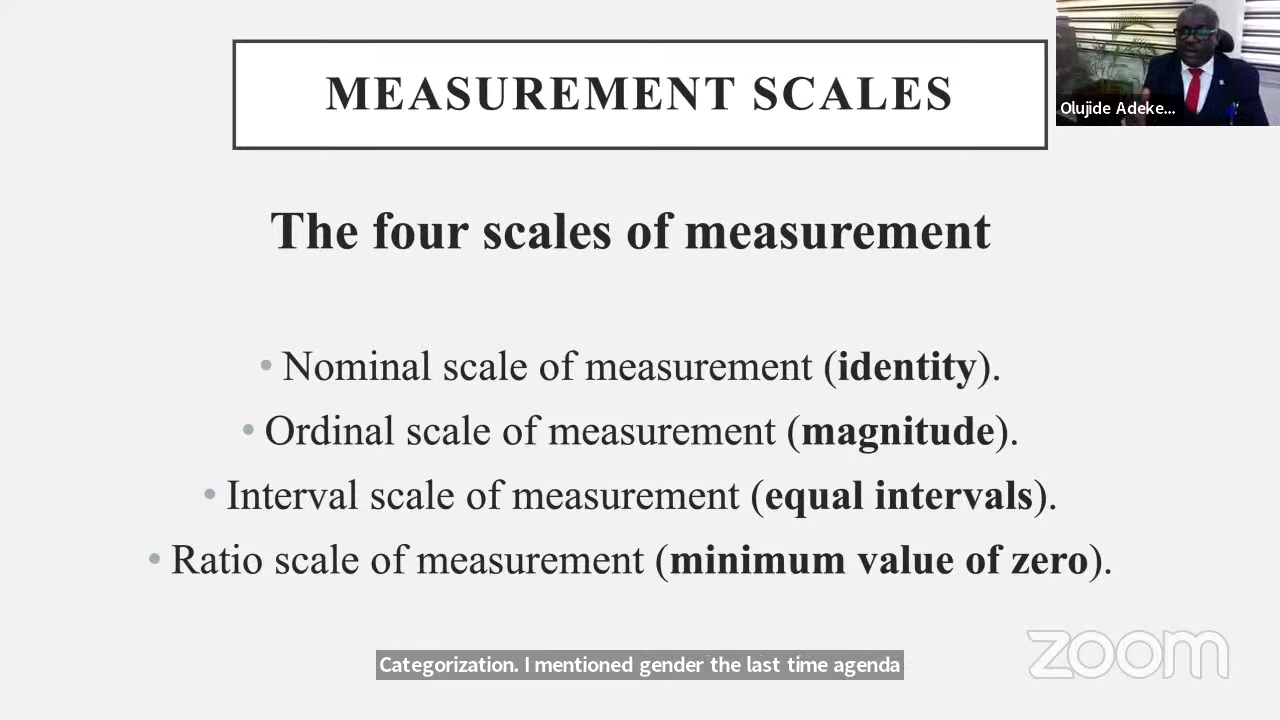 MEASUREMENT SCALES
Olujide Adeke...
The four scales of measurement
• Nominal scale of measurement (identity).
• Ordinal scale of measurement (magnitude).
• Interval scale of measurement (equal intervals).
• Ratio scale of measurement (minimum value of zero).
zoom
Categorization. I mentioned gender the last time agenda